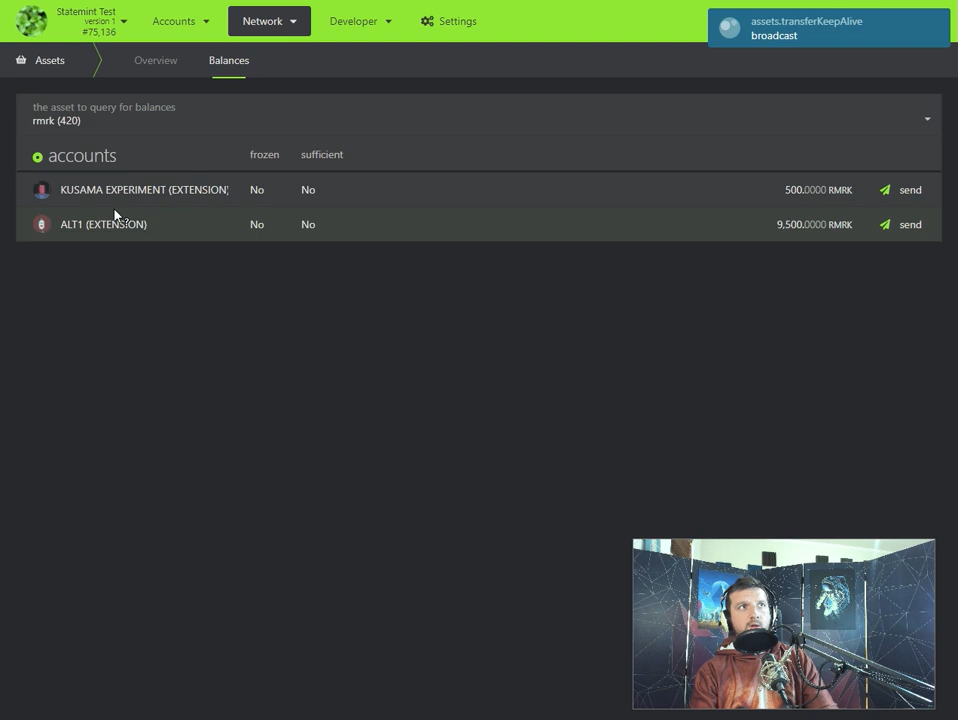 Statemint Test
version 1
#75,136
Accounts
Network
Developer
Settings
assets.transferKeepAlive
broadcast
Assets
Overview
Balances
the asset to query for balances
rmrk (420)
accounts frozen sufficient
KUSAMA EXPERIMENT (EXTENSION) No No 500.0000 RMRK send
ALT1 (EXTENSION) No No 9,500.0000 RMRK send